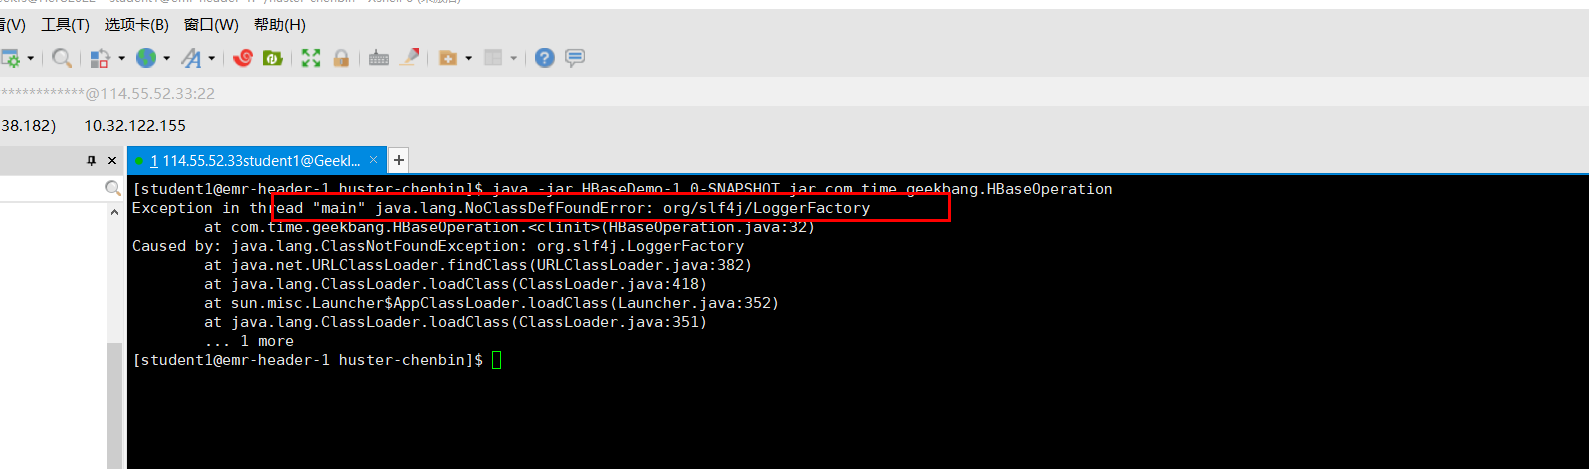 看(V) 工具(T) 选项卡(B) 窗口(W) 帮助(H)
************@114.55.52.33:22
38.182) 10.32.122.155
1 114.55.52.33student1@GeekI... × +
[student1@emr-header-1 huster-chenbin]$ java -jar HBaseDemo-1.0-SNAPSHOT.jar com.time.geekbang.HBaseOperation
Exception in thread "main" java.lang.NoClassDefFoundError: org/slf4j/LoggerFactory
at com.time.geekbang.HBaseOperation.<clinit>(HBaseOperation.java:32)
Caused by: java.lang.ClassNotFoundException: org.slf4j.LoggerFactory
at java.net.URLClassLoader.findClass(URLClassLoader.java:382)
at java.lang.ClassLoader.loadClass(ClassLoader.java:418)
at sun.misc.Launcher$AppClassLoader.loadClass(Launcher.java:352)
at java.lang.ClassLoader.loadClass(ClassLoader.java:351)
... 1 more
[student1@emr-header-1 huster-chenbin]$